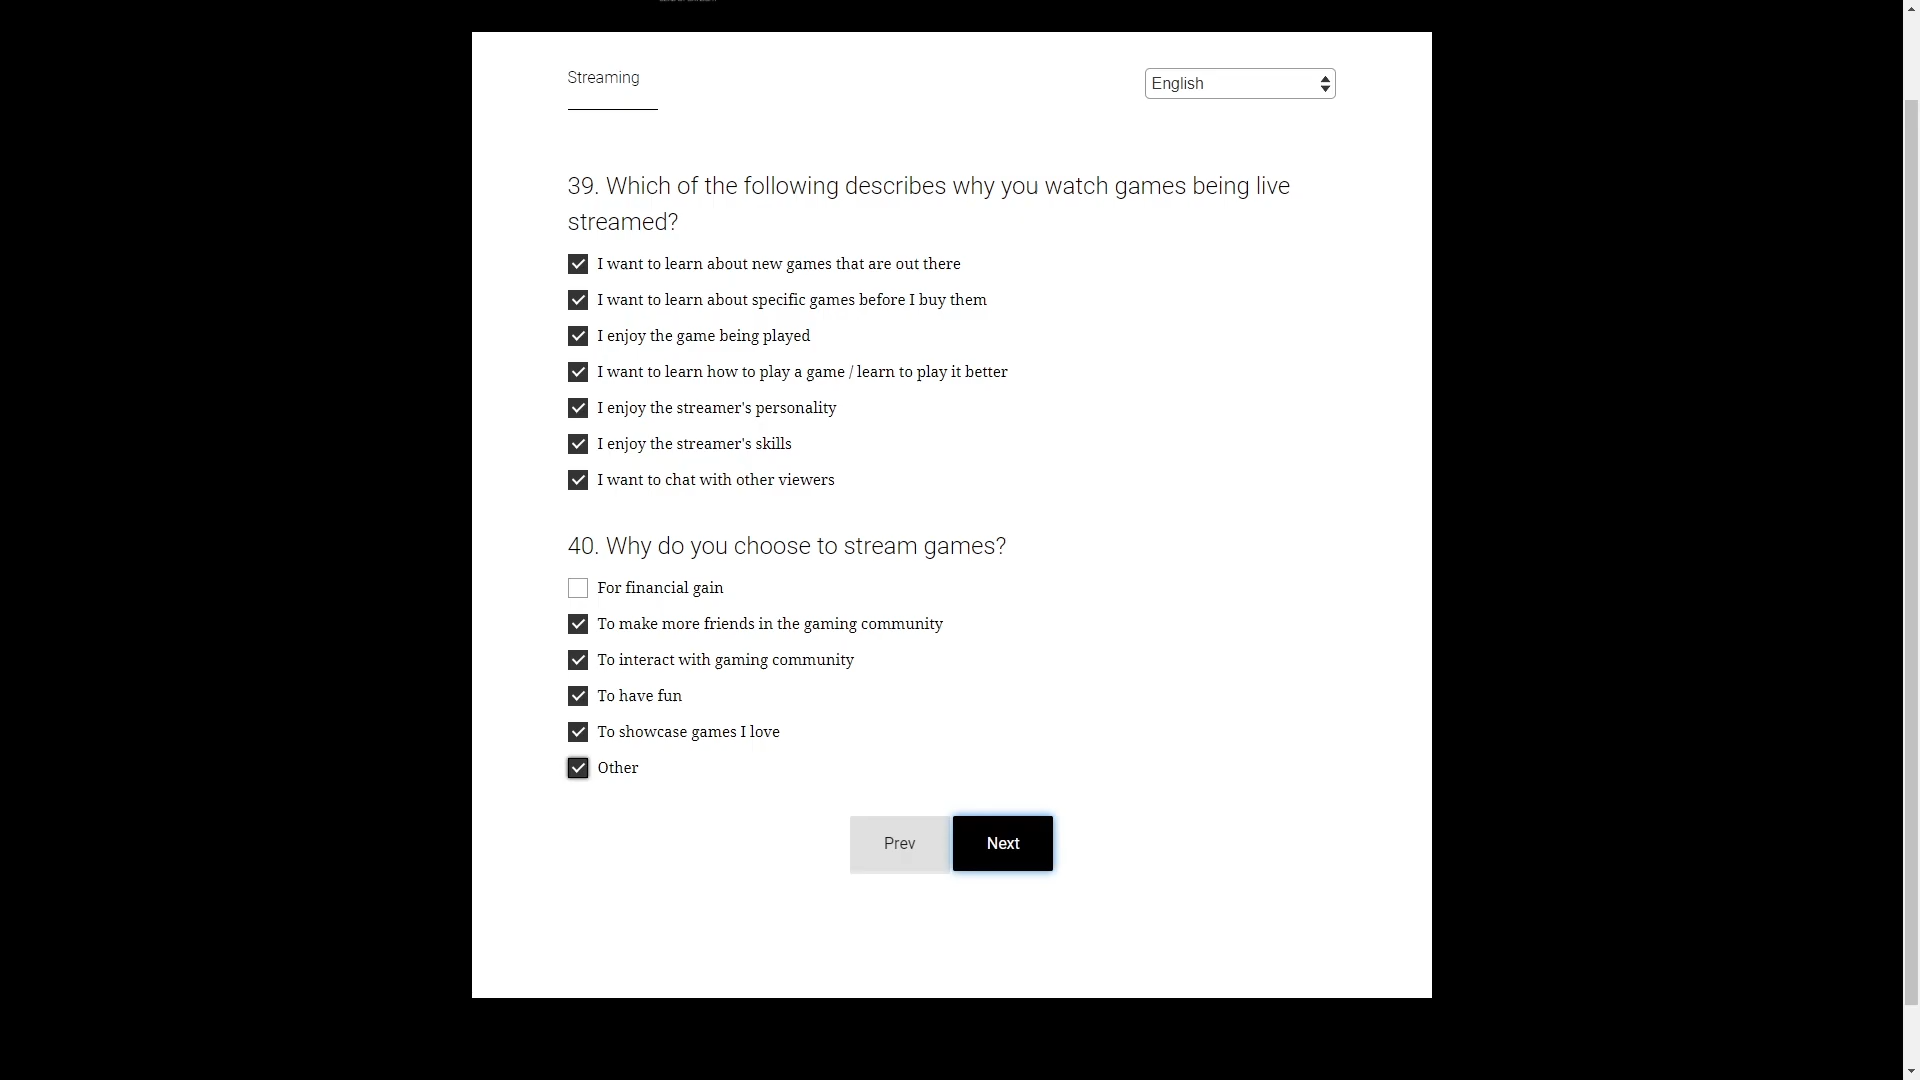 Streaming
English
39. Which of the following describes why you watch games being live
streamed?
I want to learn about new games that are out there
I want to learn about specific games before I buy them
I enjoy the game being played
I want to learn how to play a game / learn to play it better
I enjoy the streamer's personality
I enjoy the streamer's skills
I want to chat with other viewers
40. Why do you choose to stream games?
For financial gain
To make more friends in the gaming community
To interact with gaming community
To have fun
To showcase games I love
Other
Prev
Next